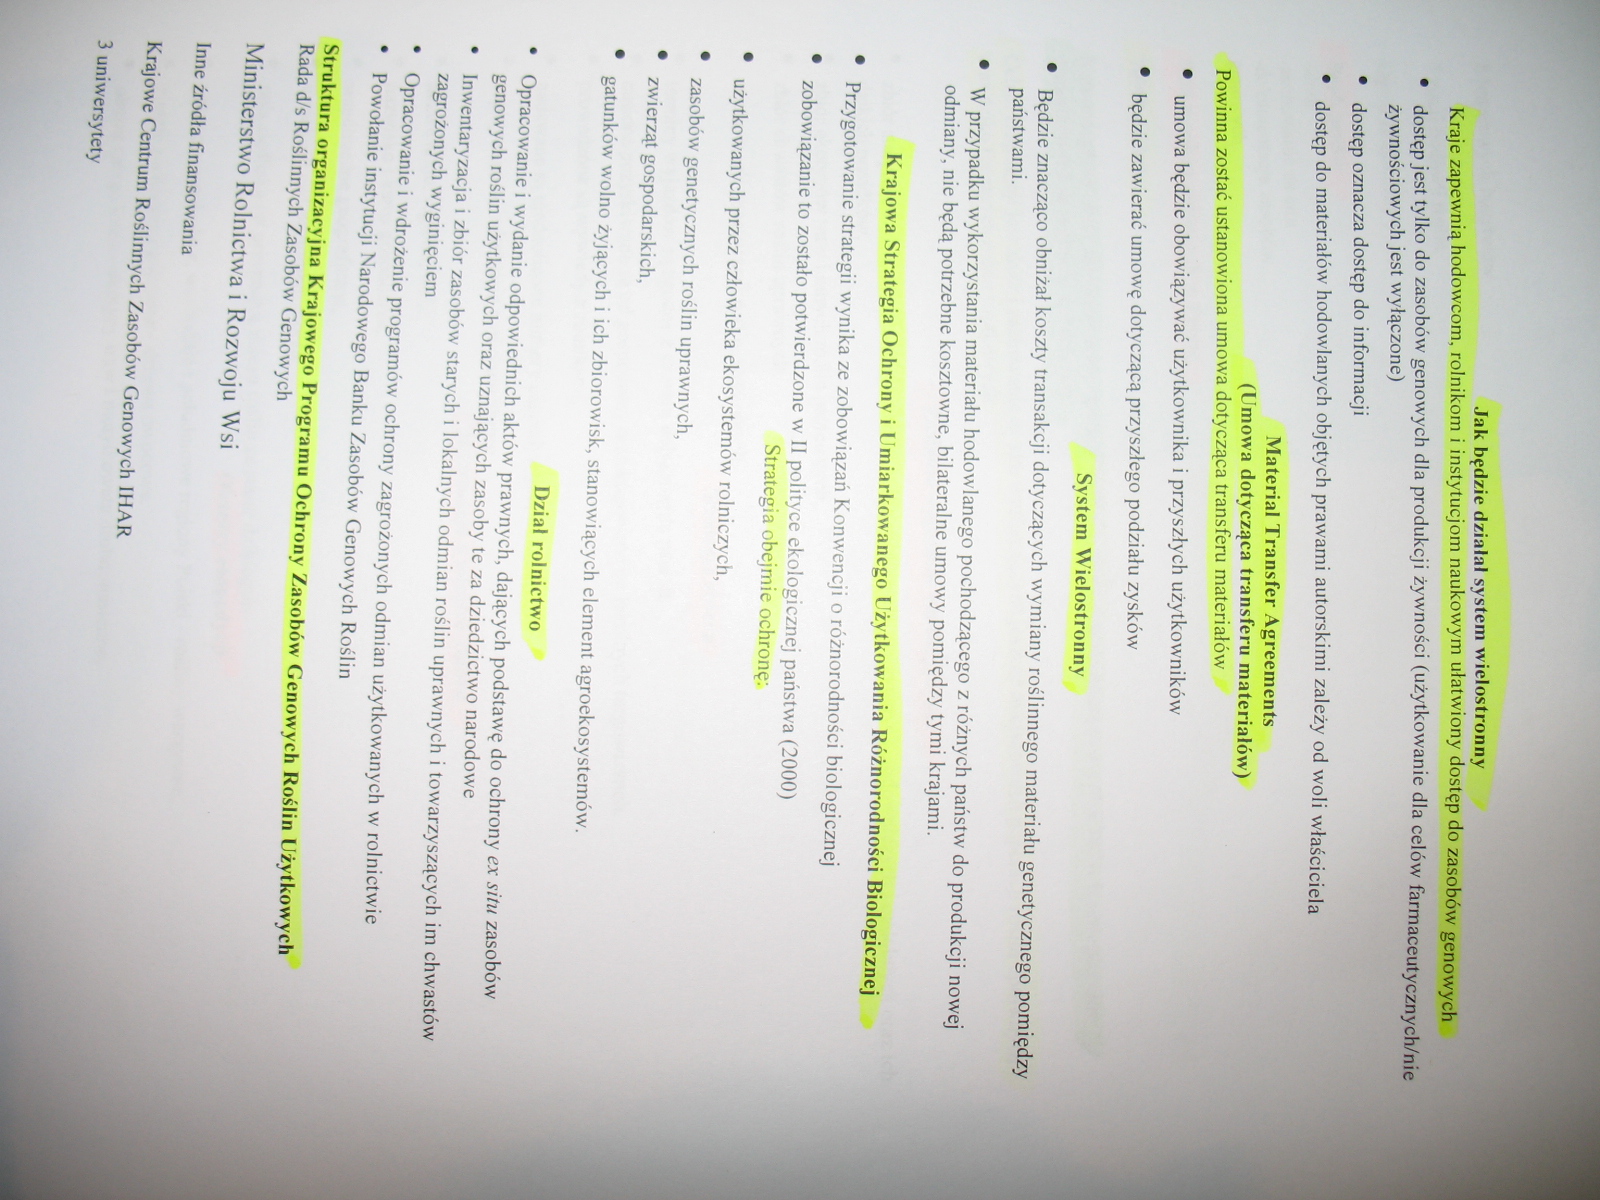 Jak będzie działał system wielostronny
Kraje zapewnią hodowcom, rolnikom i instytucjom naukowym ułatwiony dostęp do zasobów genowych
• dostęp jest tylko do zasobów genowych dla produkcji żywności (użytkowanie dla celów farmaceutycznych/nie
żywnościowych jest wyłączone)
• dostęp oznacza dostęp do informacji
• dostęp do materiałów hodowlanych objętych prawami autorskimi zależy od woli właściciela
Material Transfer Agreements
(Umowa dotycząca transferu materiałów)
Powinna zostać ustanowiona umowa dotycząca transferu materiałów
• umowa będzie obowiązywać użytkownika i przyszłych użytkowników
• będzie zawierać umowę dotyczącą przyszłego podziału zysków
System Wielostronny
• Będzie znacząco obniżał koszty transakcji dotyczących wymiany roślinnego materiału genetycznego pomiędzy
państwami.
• W przypadku wykorzystania materiału hodowlanego pochodzącego z różnych państw do produkcji nowej
odmiany, nie będą potrzebne kosztowne, bilateralne umowy pomiędzy tymi krajami.
Krajowa Strategia Ochrony i Umiarkowanego Użytkowania Różnorodności Biologicznej
• Przygotowanie strategii wynika ze zobowiązań Konwencji o różnorodności biologicznej
• zobowiązanie to zostało potwierdzone w II polityce ekologicznej państwa (2000)
Strategia obejmie ochronę:
• użytkowanych przez człowieka ekosystemów rolniczych,
• zasobów genetycznych roślin uprawnych,
• zwierząt gospodarskich,
• gatunków wolno żyjących i ich zbiorowisk, stanowiących element agroekosystemów.
Dział rolnictwo
• Opracowanie i wydanie odpowiednich aktów prawnych, dających podstawę do ochrony ex situ zasobów
genowych roślin użytkowych oraz uznających zasoby te za dziedzictwo narodowe
• Inwentaryzacja i zbiór zasobów starych i lokalnych odmian roślin uprawnych i towarzyszących im chwastów
zagrożonych wyginięciem
• Opracowanie i wdrożenie programów ochrony zagrożonych odmian użytkowanych w rolnictwie
• Powołanie instytucji Narodowego Banku Zasobów Genowych Roślin
Struktura organizacyjna Krajowego Programu Ochrony Zasobów Genowych Roślin Użytkowych
Rada d/s Roślinnych Zasobów Genowych
Ministerstwo Rolnictwa i Rozwoju Wsi
Inne źródła finansowania
Krajowe Centrum Roślinnych Zasobów Genowych IHAR
3 uniwersytety